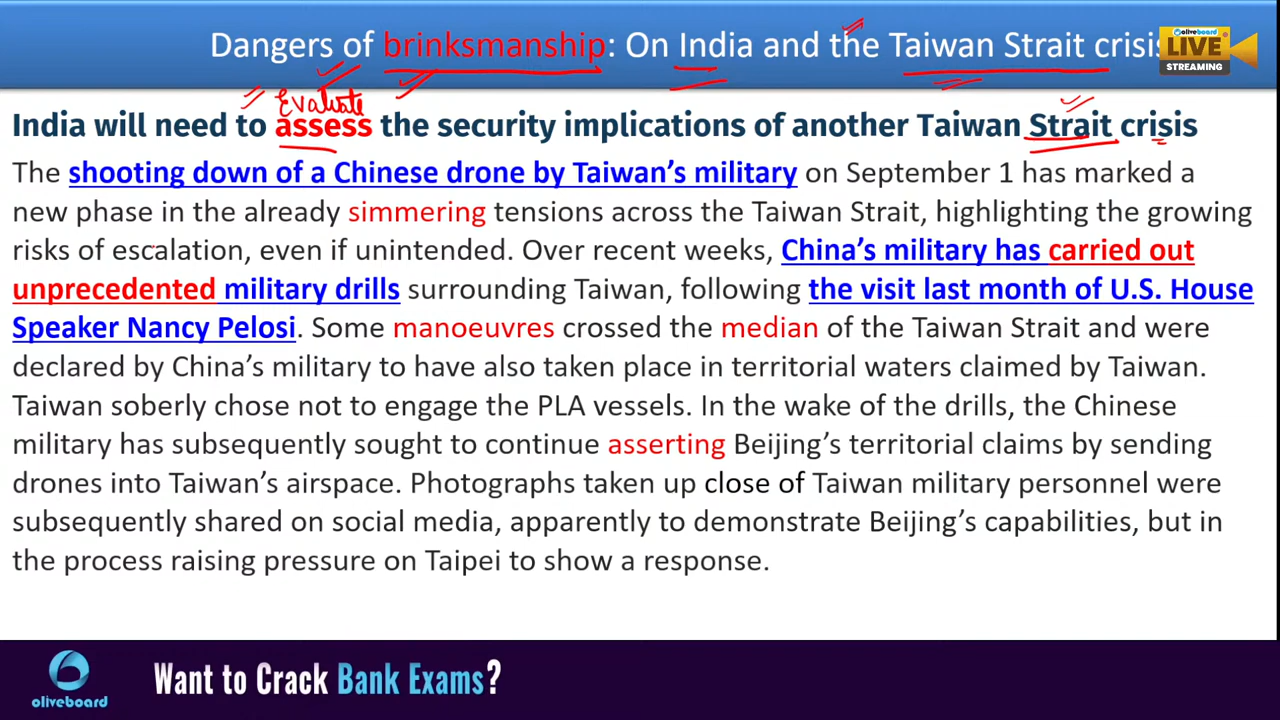 Dangers of brinksmanship: On India and the Taiwan Strait crisis
oliveboard
LIVE
STREAMING
Evaluate
India will need to assess the security implications of another Taiwan Strait crisis
The shooting down of a Chinese drone by Taiwan’s military on September 1 has marked a
new phase in the already simmering tensions across the Taiwan Strait, highlighting the growing
risks of escalation, even if unintended. Over recent weeks, China’s military has carried out
unprecedented military drills surrounding Taiwan, following the visit last month of U.S. House
Speaker Nancy Pelosi. Some manoeuvres crossed the median of the Taiwan Strait and were
declared by China’s military to have also taken place in territorial waters claimed by Taiwan.
Taiwan soberly chose not to engage the PLA vessels. In the wake of the drills, the Chinese
military has subsequently sought to continue asserting Beijing’s territorial claims by sending
drones into Taiwan’s airspace. Photographs taken up close of Taiwan military personnel were
subsequently shared on social media, apparently to demonstrate Beijing’s capabilities, but in
the process raising pressure on Taipei to show a response.
Want to Crack Bank Exams?
oliveboard